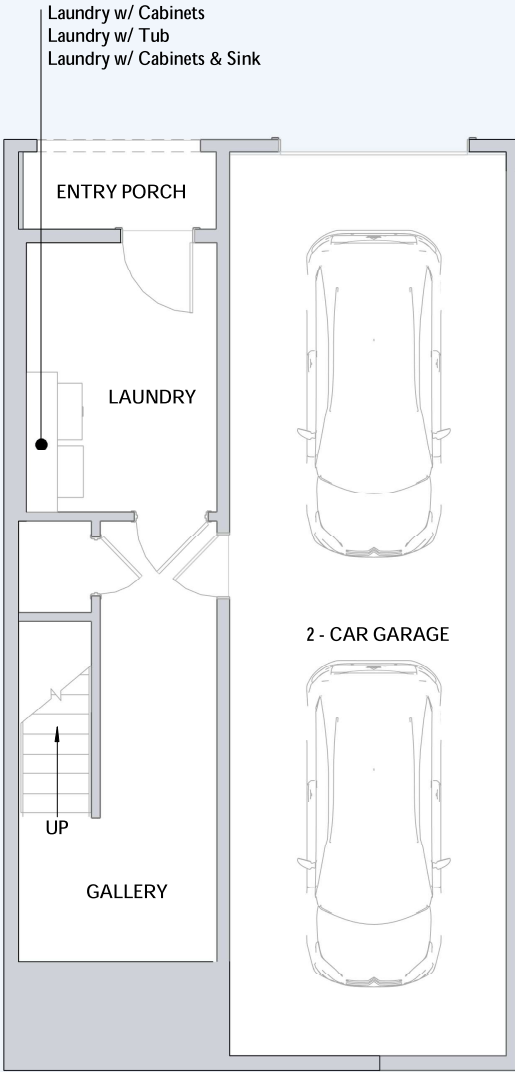 Laundry w/ Cabinets
Laundry w/ Tub
Laundry w/ Cabinets & Sink
ENTRY PORCH
LAUNDRY
2 - CAR GARAGE
UP
GALLERY